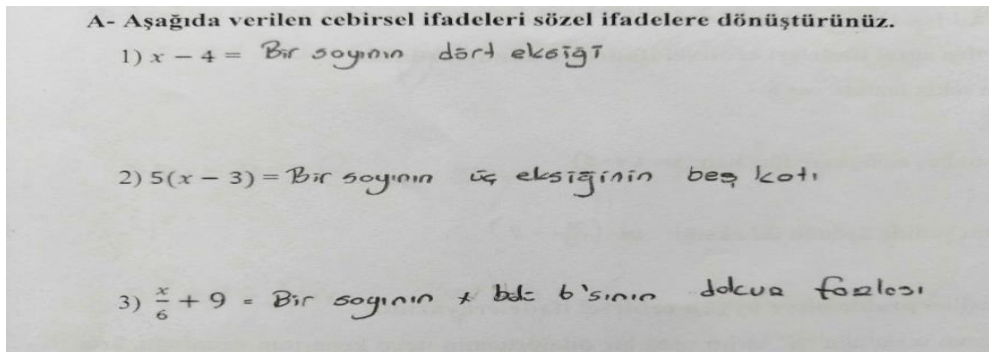 A- Aşağıda verilen cebirsel ifadeleri sözel ifadelere dönüştürünüz.
1) x − 4 = Bir sayının dört eksiği
2) 5(x − 3) = Bir sayının üç eksiğinin beş katı
3) x/6 + 9 = Bir sayının 6'sının dokuz fazlası